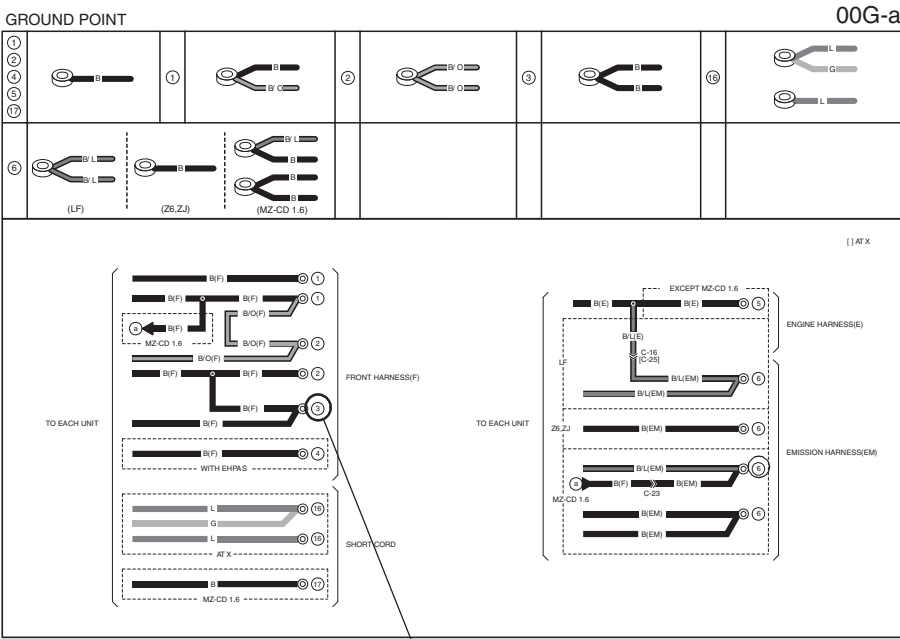 GROUND POINT 00G-a
1
2
4
5
17
B
1
B
B/O
2
B/O
B/O
3
B
B
16
L
G
L
6
B/L
B/L
(LF)
B
(Z6,ZJ)
B/L
B
B
B
(MZ-CD 1.6)
[ ] AT X
TO EACH UNIT
B(F) 1
B(F) B(F) 1
a B(F)
MZ-CD 1.6
B/O(F)
B/O(F) 2
B/O(F)
B(F) B(F) 2
B(F) 3
B(F)
B(F) 4
WITH EHPAS
FRONT HARNESS(F)
L 16
G
L 16
AT X
SHORT CORD
B 17
MZ-CD 1.6
TO EACH UNIT
EXCEPT MZ-CD 1.6
B(E) B(E) 5
ENGINE HARNESS(E)
B/L(E)
LF
C-16
[C-25]
B/L(EM) 6
B/L(EM)
Z6,ZJ B(EM) 6
EMISSION HARNESS(EM)
B/L(EM) 6
a B(F) B(EM)
MZ-CD 1.6 C-23
B(EM) 6
B(EM)